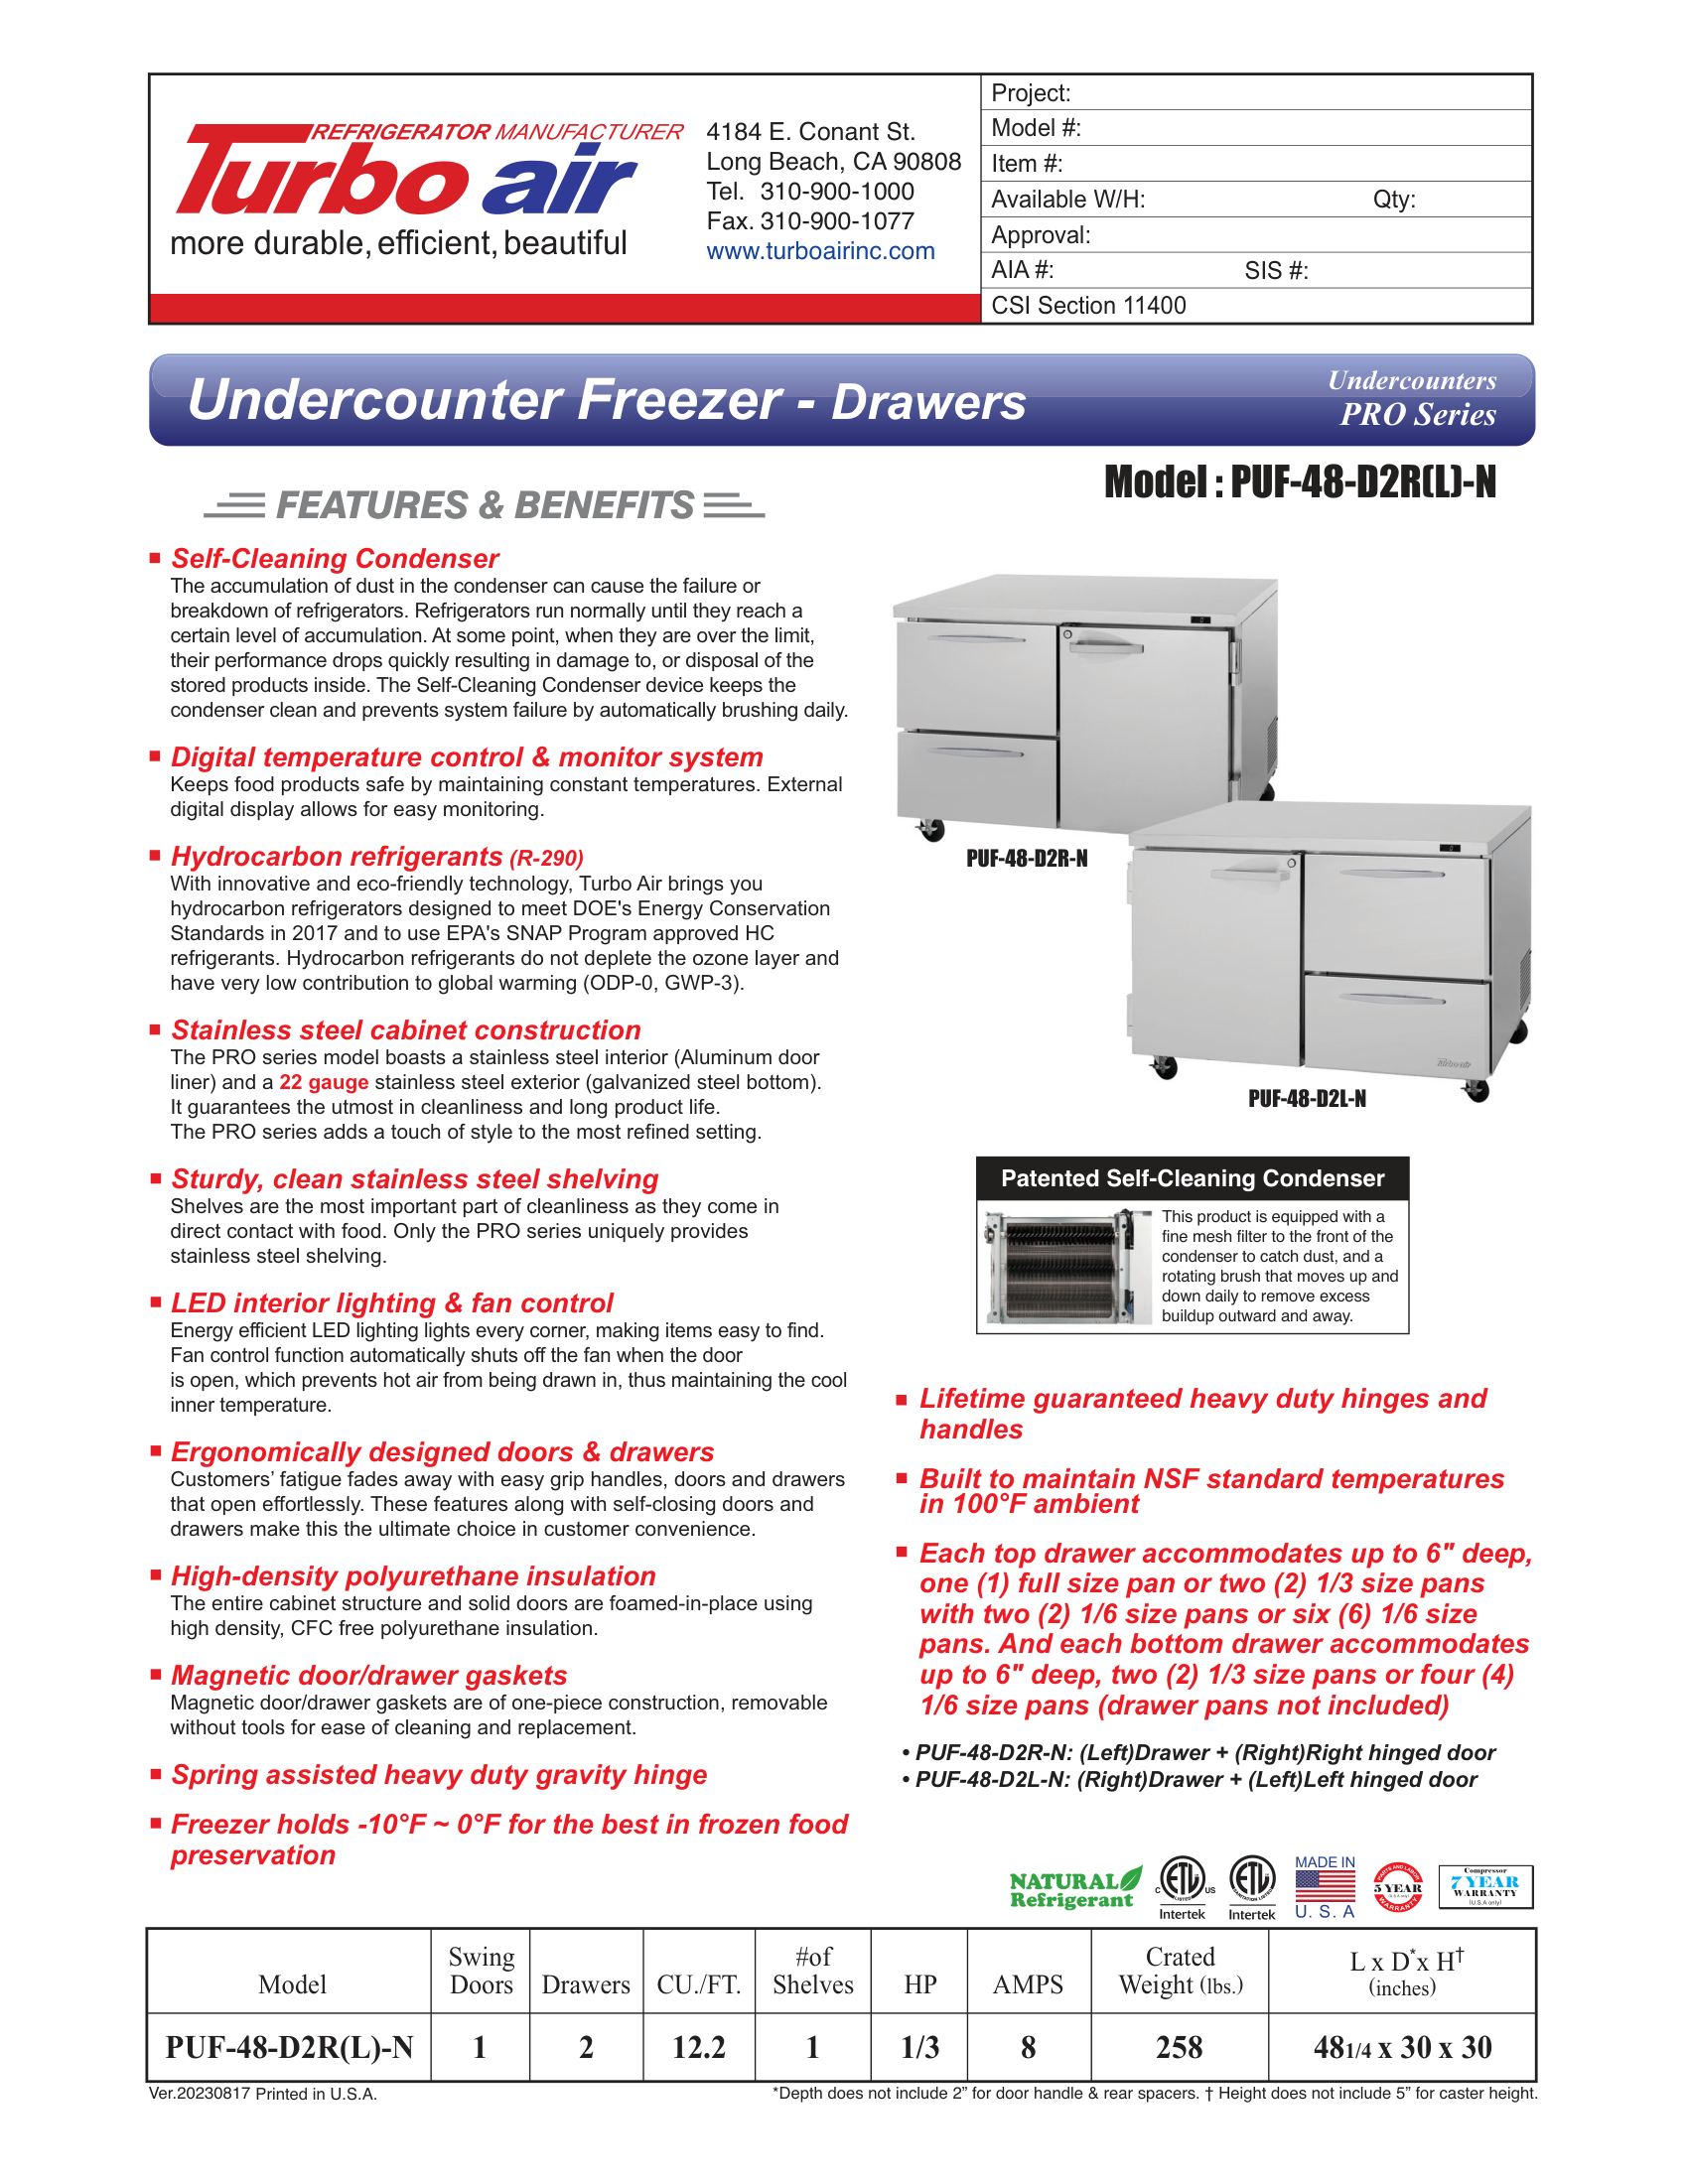 REFRIGERATOR MANUFACTURER
Turbo air
more durable, efficient, beautiful
4184 E. Conant St.
Long Beach, CA 90808
Tel. 310-900-1000
Fax. 310-900-1077
www.turboairinc.com
Project:
Model #:
Item #:
Available W/H: Qty:
Approval:
AIA #: SIS #:
CSI Section 11400
Undercounter Freezer - Drawers
Undercounters
PRO Series
Model : PUF-48-D2R(L)-N
FEATURES & BENEFITS
Self-Cleaning Condenser
The accumulation of dust in the condenser can cause the failure or
breakdown of refrigerators. Refrigerators run normally until they reach a
certain level of accumulation. At some point, when they are over the limit,
their performance drops quickly resulting in damage to, or disposal of the
stored products inside. The Self-Cleaning Condenser device keeps the
condenser clean and prevents system failure by automatically brushing daily.
Digital temperature control & monitor system
Keeps food products safe by maintaining constant temperatures. External
digital display allows for easy monitoring.
Hydrocarbon refrigerants (R-290)
With innovative and eco-friendly technology, Turbo Air brings you
hydrocarbon refrigerators designed to meet DOE's Energy Conservation
Standards in 2017 and to use EPA's SNAP Program approved HC
refrigerants. Hydrocarbon refrigerants do not deplete the ozone layer and
have very low contribution to global warming (ODP-0, GWP-3).
Stainless steel cabinet construction
The PRO series model boasts a stainless steel interior (Aluminum door
liner) and a 22 gauge stainless steel exterior (galvanized steel bottom).
It guarantees the utmost in cleanliness and long product life.
The PRO series adds a touch of style to the most refined setting.
Sturdy, clean stainless steel shelving
Shelves are the most important part of cleanliness as they come in
direct contact with food. Only the PRO series uniquely provides
stainless steel shelving.
LED interior lighting & fan control
Energy efficient LED lighting lights every corner, making items easy to find.
Fan control function automatically shuts off the fan when the door
is open, which prevents hot air from being drawn in, thus maintaining the cool
inner temperature.
Ergonomically designed doors & drawers
Customers’ fatigue fades away with easy grip handles, doors and drawers
that open effortlessly. These features along with self-closing doors and
drawers make this the ultimate choice in customer convenience.
High-density polyurethane insulation
The entire cabinet structure and solid doors are foamed-in-place using
high density, CFC free polyurethane insulation.
Magnetic door/drawer gaskets
Magnetic door/drawer gaskets are of one-piece construction, removable
without tools for ease of cleaning and replacement.
Spring assisted heavy duty gravity hinge
Freezer holds -10°F ~ 0°F for the best in frozen food
preservation
PUF-48-D2R-N
Turbo air
PUF-48-D2L-N
Patented Self-Cleaning Condenser
This product is equipped with a
fine mesh filter to the front of the
condenser to catch dust, and a
rotating brush that moves up and
down daily to remove excess
buildup outward and away.
Lifetime guaranteed heavy duty hinges and
handles
Built to maintain NSF standard temperatures
in 100°F ambient
Each top drawer accommodates up to 6" deep,
one (1) full size pan or two (2) 1/3 size pans
with two (2) 1/6 size pans or six (6) 1/6 size
pans. And each bottom drawer accommodates
up to 6" deep, two (2) 1/3 size pans or four (4)
1/6 size pans (drawer pans not included)
• PUF-48-D2R-N: (Left)Drawer + (Right)Right hinged door
• PUF-48-D2L-N: (Right)Drawer + (Left)Left hinged door
NATURAL
Refrigerant
C ETL US
LISTED
Intertek
ETL
SANITATION LISTED
Intertek
MADE IN
U. S. A
PARTS AND LABOR
5 YEAR
(U.S.A only)
WARRANTY
Compressor
7 YEAR
WARRANTY
(U.S.A only)
Model Swing Doors Drawers CU./FT. #of Shelves HP AMPS Crated Weight (lbs.) L x D* x H† (inches)
PUF-48-D2R(L)-N 1 2 12.2 1 1/3 8 258 48 1/4 x 30 x 30
Ver.20230817 Printed in U.S.A.
*Depth does not include 2” for door handle & rear spacers. † Height does not include 5” for caster height.